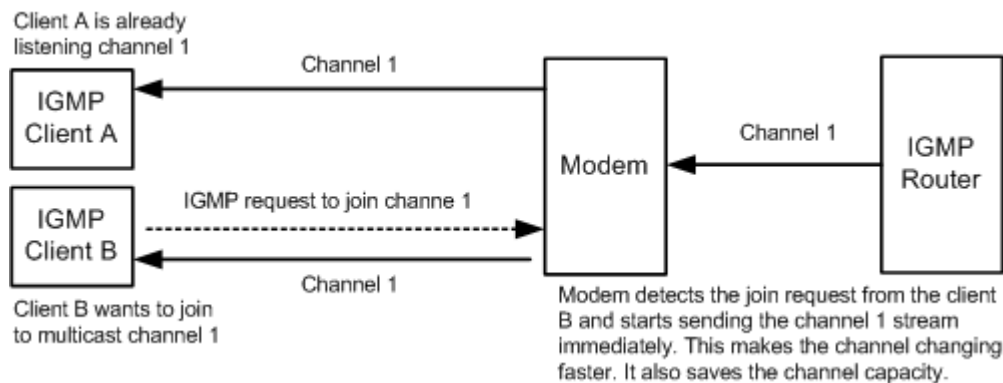 Client A is already
listening channel 1
IGMP
Client A
Channel 1
Modem
Channel 1
IGMP
Router
IGMP
Client B
IGMP request to join channe 1
Channel 1
Client B wants to join
to multicast channel 1
Modem detects the join request from the client
B and starts sending the channel 1 stream
immediately. This makes the channel changing
faster. It also saves the channel capacity.